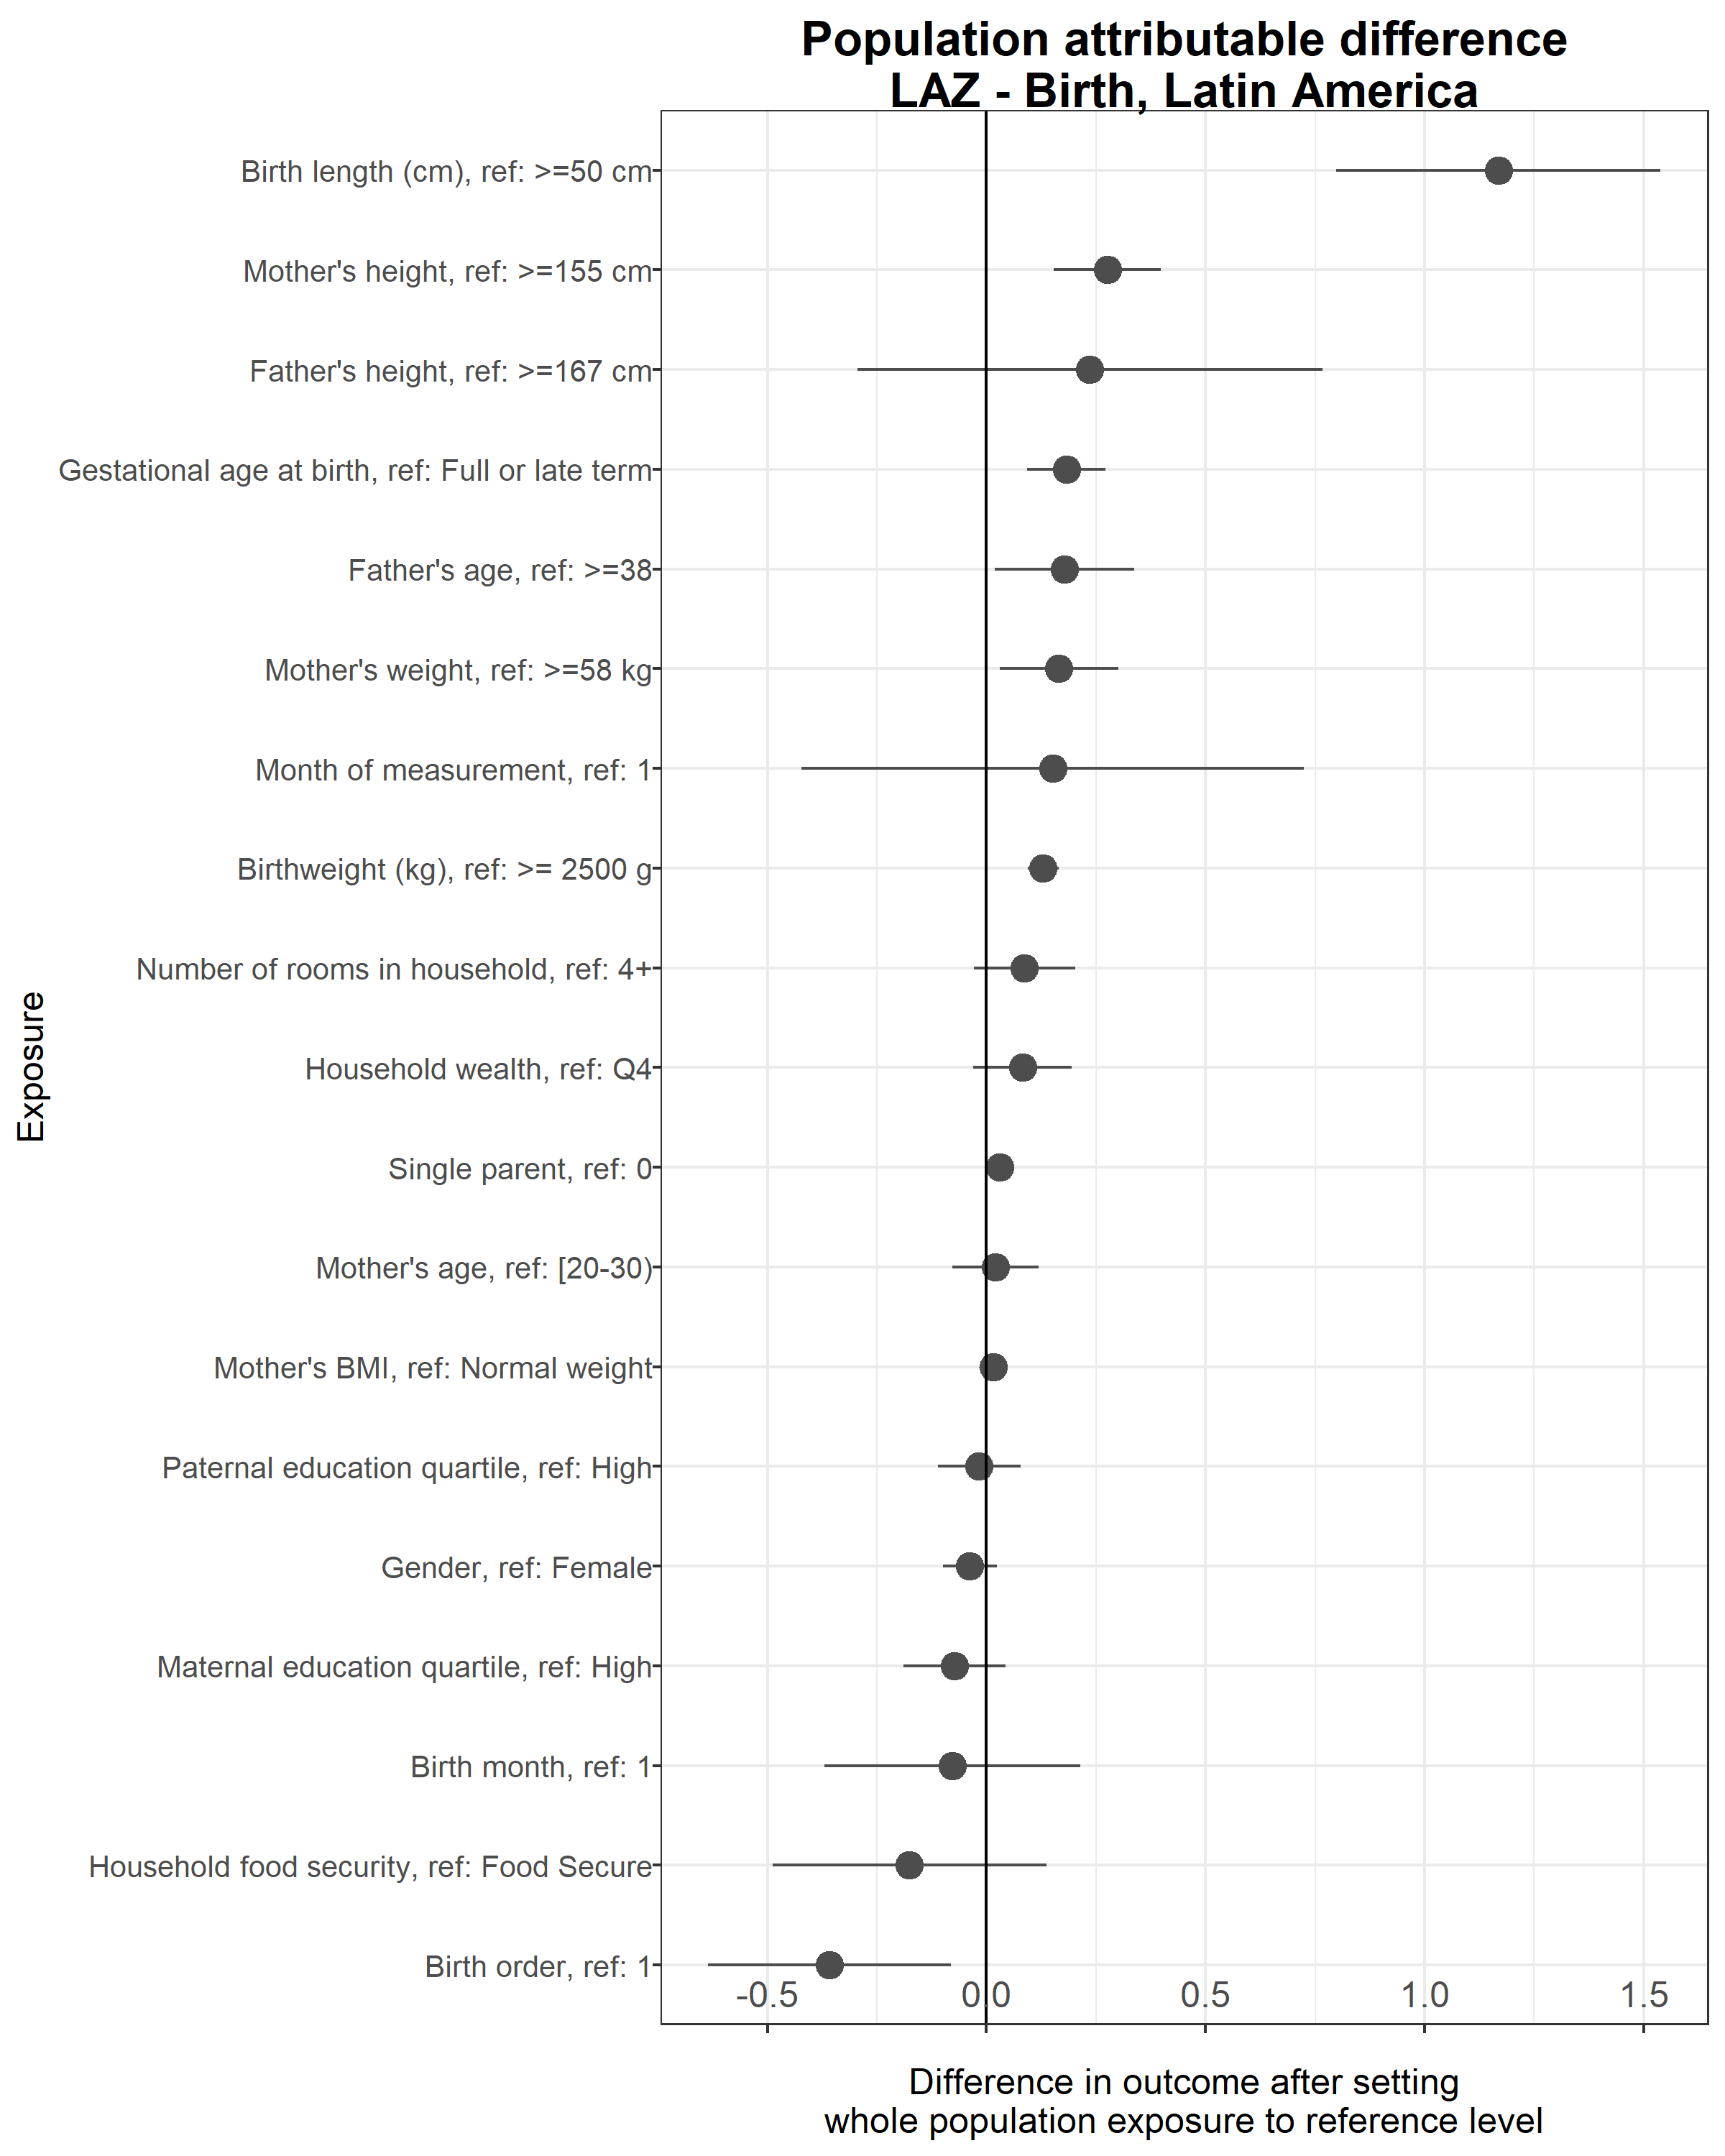 Population attributable difference
LAZ - Birth, Latin America
Exposure
Birth length (cm), ref: >=50 cm
Mother's height, ref: >=155 cm
Father's height, ref: >=167 cm
Gestational age at birth, ref: Full or late term
Father's age, ref: >=38
Mother's weight, ref: >=58 kg
Month of measurement, ref: 1
Birthweight (kg), ref: >= 2500 g
Number of rooms in household, ref: 4+
Household wealth, ref: Q4
Single parent, ref: 0
Mother's age, ref: [20-30)
Mother's BMI, ref: Normal weight
Paternal education quartile, ref: High
Gender, ref: Female
Maternal education quartile, ref: High
Birth month, ref: 1
Household food security, ref: Food Secure
Birth order, ref: 1
-0.5 0.0 0.5 1.0 1.5
Difference in outcome after setting
whole population exposure to reference level